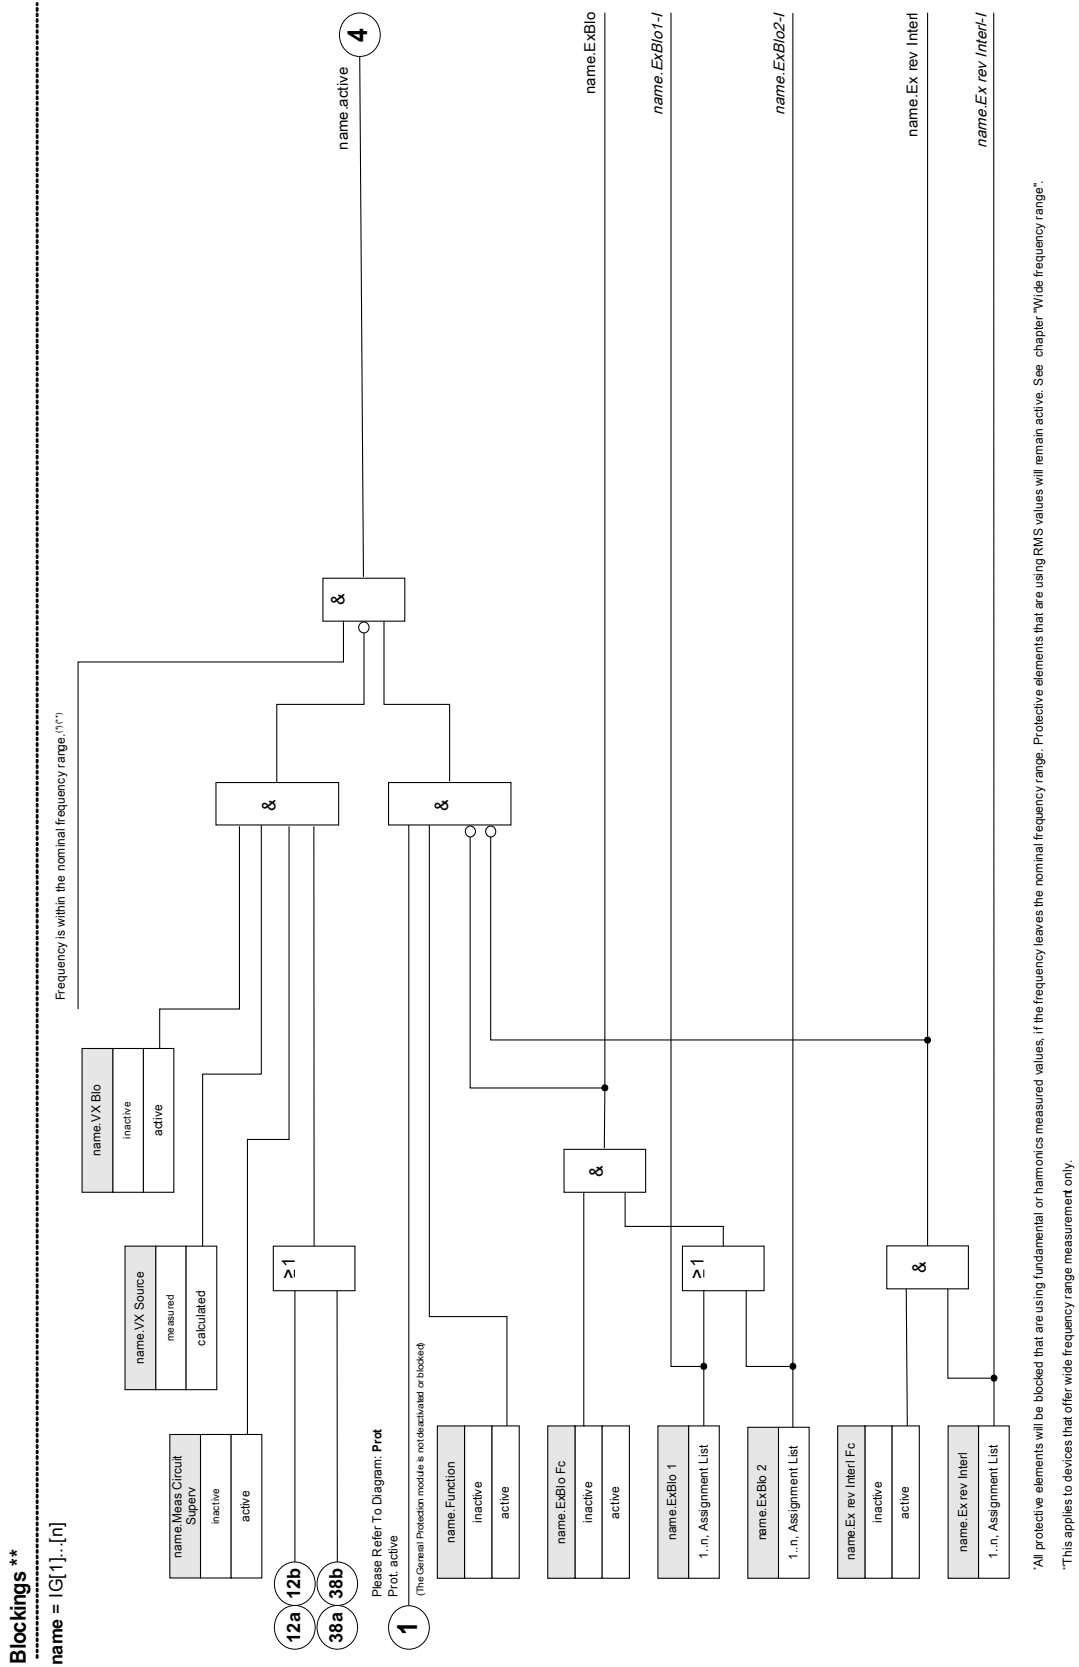 Blockings **
name = IG[1]...[n]
Frequency is within the nominal frequency range.(*)(**)
name.VX Blo
inactive
active
name.VX Source
measured
calculated
name.Meas Circuit
Superv
inactive
active
12a
12b
38a
38b
≥1
&
&
&
name.active
4
Please Refer To Diagram: Prot
Prot. active
(The General Protection module is not deactivated or blocked)
1
name.Function
inactive
active
name.ExBlo Fc
inactive
active
&
name.ExBlo
name.ExBlo 1
1..n, Assignment List
name.ExBlo1-I
≥1
name.ExBlo 2
1..n, Assignment List
name.ExBlo2-I
name.Ex rev Interl Fc
inactive
active
&
name.Ex rev Interl
name.Ex rev Interl
1..n, Assignment List
name.Ex rev Interl-I
*All protective elements will be blocked that are using fundamental or harmonics measured values, if the frequency leaves the nominal frequency range. Protective elements that are using RMS values will remain active. See chapter "Wide frequency range".
**This applies to devices that offer wide frequency range measurement only.